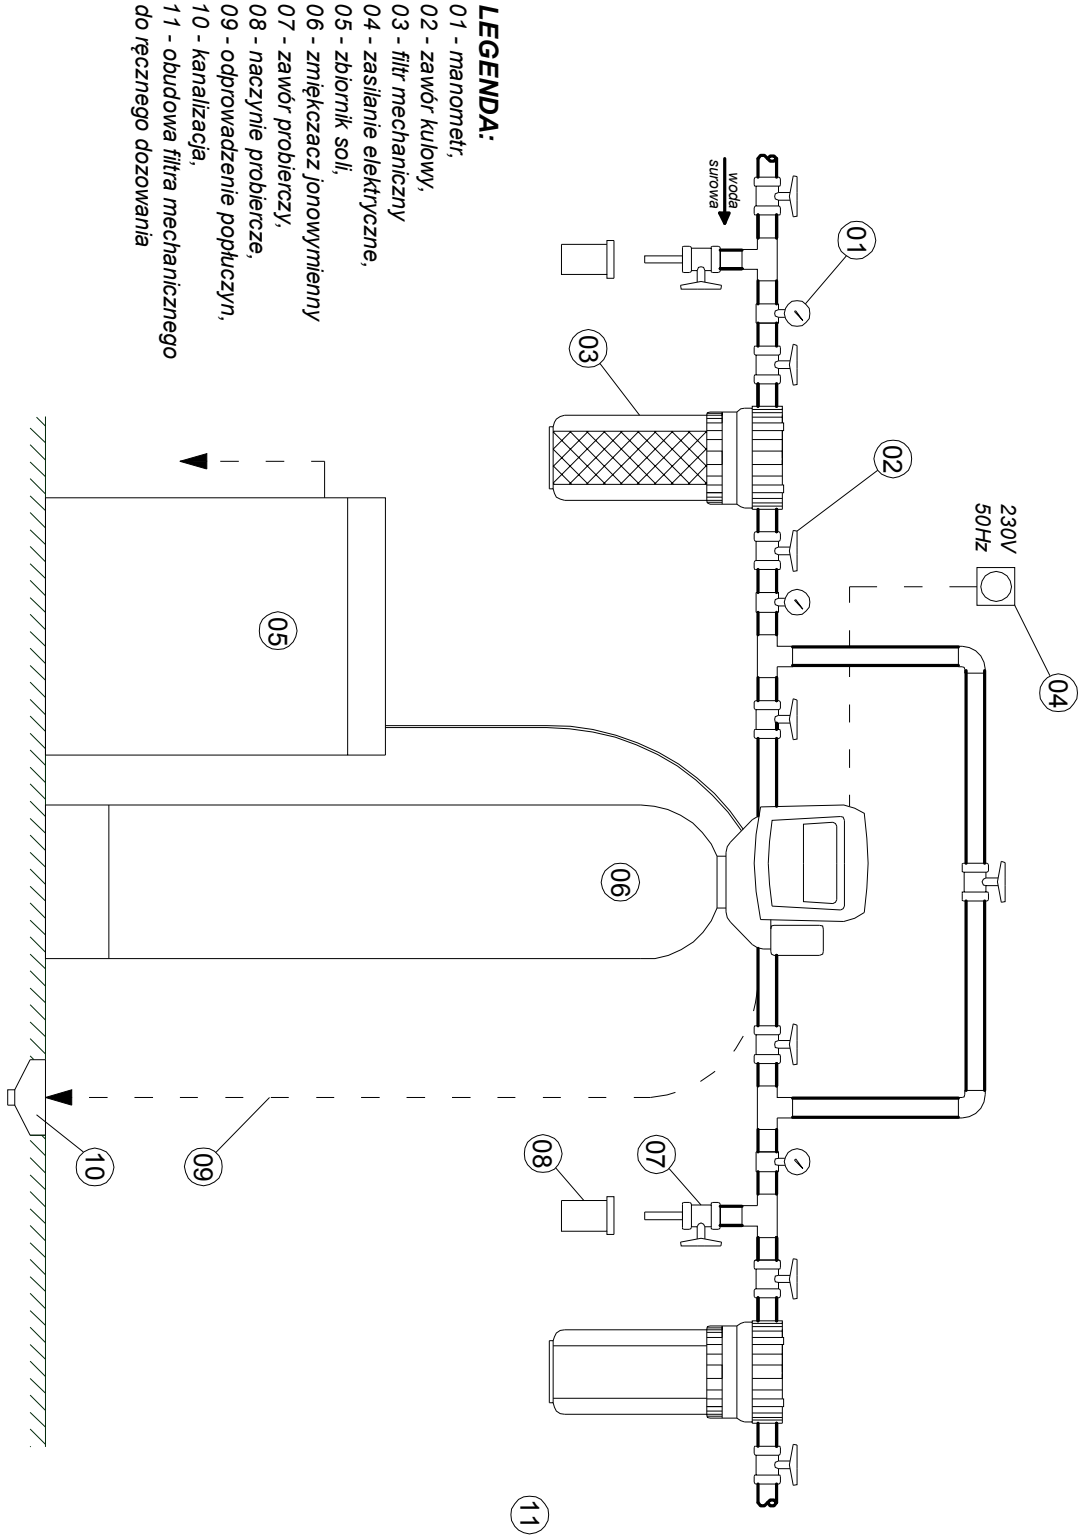 LEGENDA:
01 - manometr,
02 - zawór kulowy,
03 - filtr mechaniczny
04 - zasilanie elektryczne,
05 - zbiornik soli,
06 - zmiękczacz jonowymienny
07 - zawór probierczy,
08 - naczynie probiercze,
09 - odprowadzenie popłuczyn,
10 - kanalizacja,
11 - obudowa filtra mechanicznego
do ręcznego dozowania
woda
surowa
01
03
02
230V
50Hz
04
05
06
07
08
09
10
11